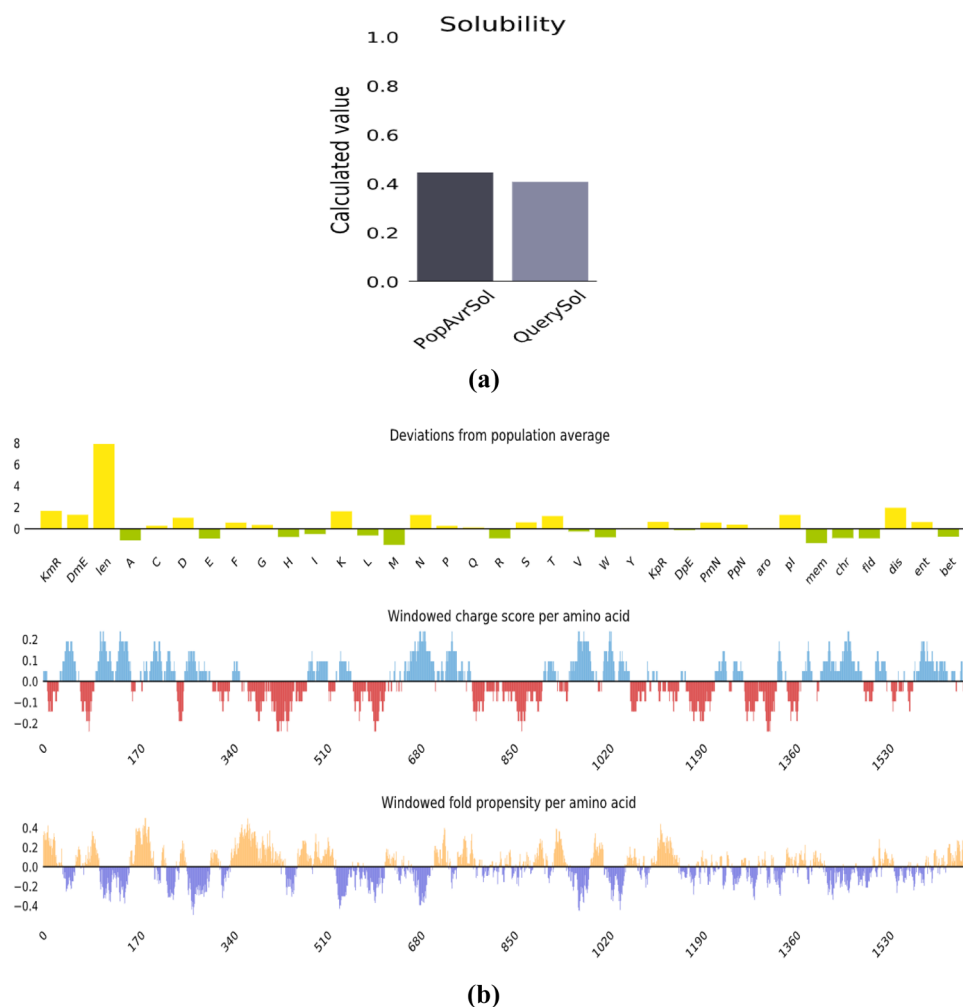 Solubility
1.0
0.8
0.6
0.4
0.2
0.0
Calculated value
PopAvrSol QuerySol
(a)
Deviations from population average
8
6
4
2
0
KmR DmE len A C D E F G H I K L M N P Q R S T V W Y KpR DpE PmN PpN aro pI mem chr fld dis ent bet
Windowed charge score per amino acid
0.2
0.1
0.0
−0.1
−0.2
0 170 340 510 680 850 1020 1190 1360 1530
Windowed fold propensity per amino acid
0.4
0.2
0.0
−0.2
−0.4
0 170 340 510 680 850 1020 1190 1360 1530
(b)